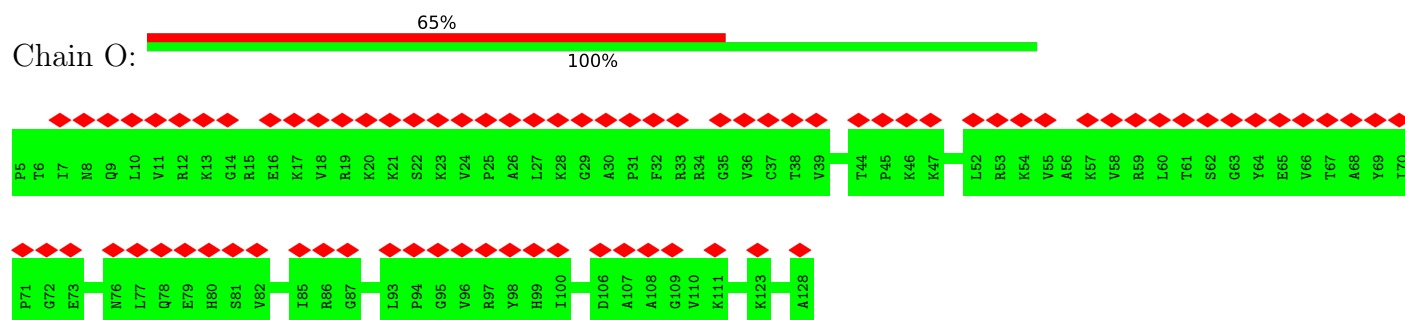 65%
Chain O:
100%
P5 T6 I7 N8 Q9 L10 V11 R12 K13 G14 R15 E16 K17 V18 R19 K20 K21 S22 K23 V24 P25 A26 L27 K28 G29 A30 P31 F32 R33 R34 G35 V36 C37 T38 V39 T44 P45 K46 K47 L52 R53 K54 V55 A56 K57 V58 R59 L60 T61 S62 G63 Y64 E65 V66 T67 A68 Y69 I70
P71 G72 E73 N76 L77 Q78 E79 H80 S81 V82 I85 R86 G87 L93 P94 G95 V96 R97 Y98 H99 I100 D106 A107 A108 G109 V110 K111 K123 A128